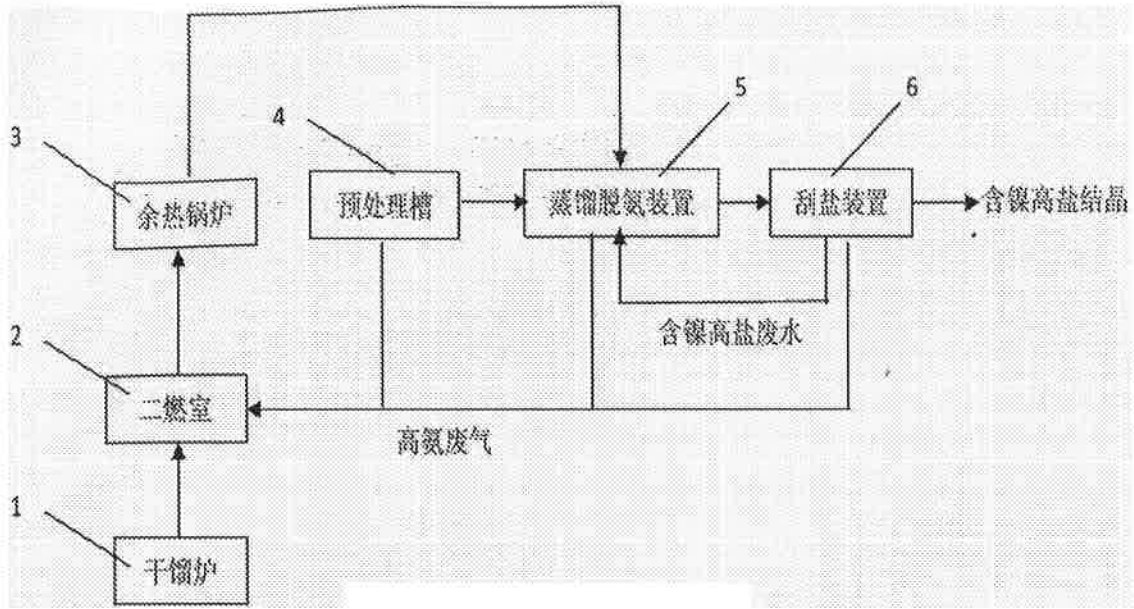 5
6
4
3
余热锅炉
预处理槽
蒸馏脱氨装置
刮盐装置
含镍高盐结晶
含镍高盐废水
2
二燃室
高氨废气
1
干馏炉